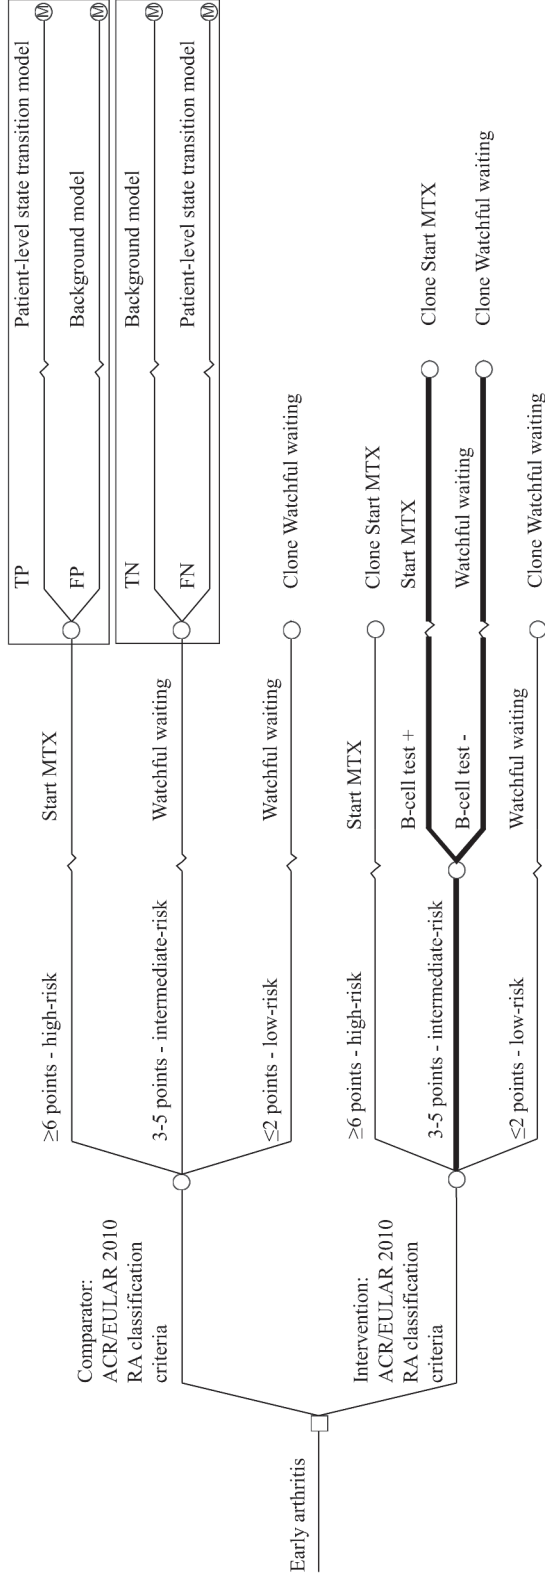 Early arthritis
Comparator:
ACR/EULAR 2010
RA classification
criteria
≥6 points - high-risk
Start MTX
TP
Patient-level state transition model
M
FP
Background model
M
3-5 points - intermediate-risk
Watchful waiting
TN
Background model
M
FN
Patient-level state transition model
M
≤2 points - low-risk
Watchful waiting
Clone Watchful waiting
Intervention:
ACR/EULAR 2010
RA classification
criteria
≥6 points - high-risk
Start MTX
Clone Start MTX
3-5 points - intermediate-risk
B-cell test +
Start MTX
Clone Start MTX
B-cell test -
Watchful waiting
Clone Watchful waiting
≤2 points - low-risk
Watchful waiting
Clone Watchful waiting